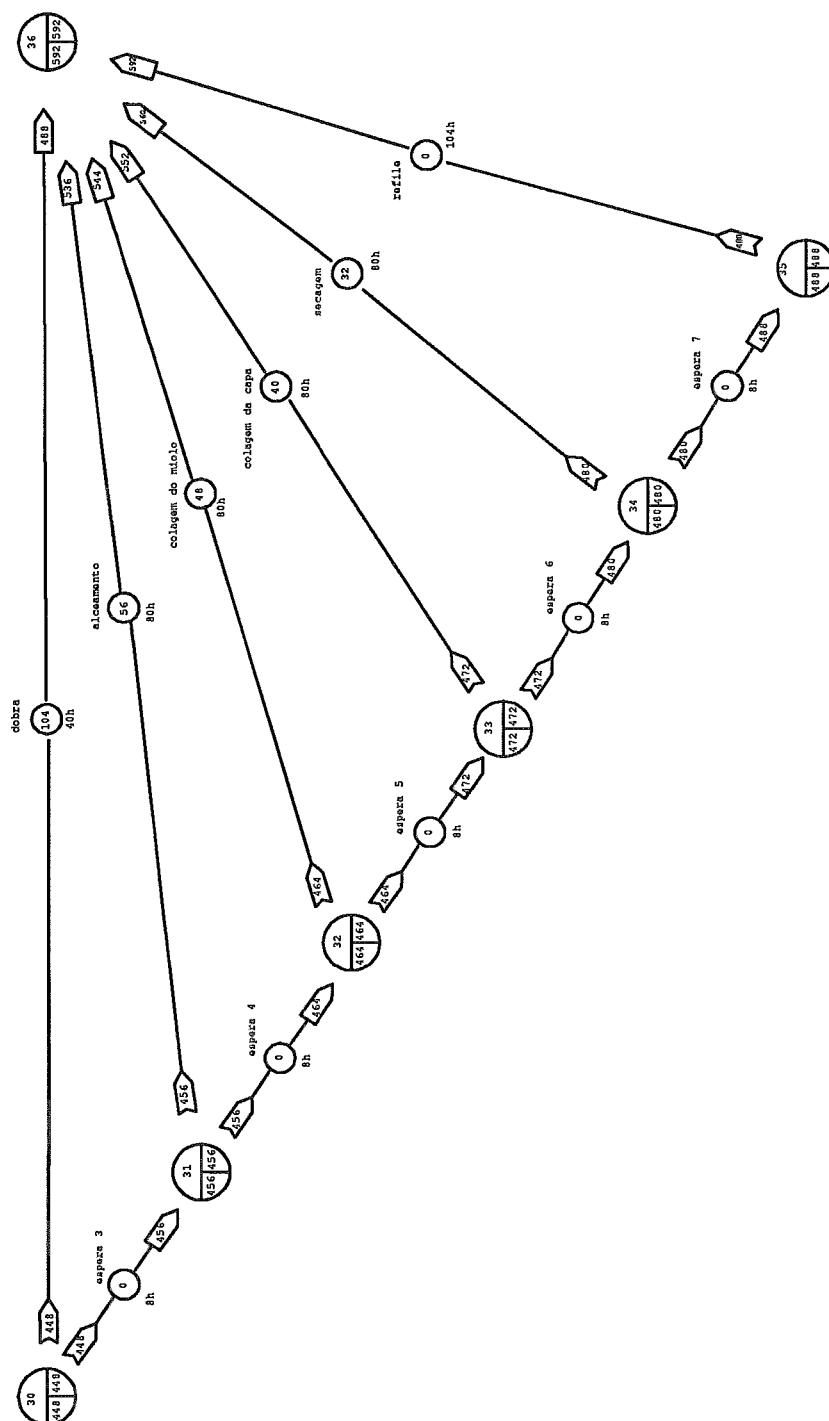 30
448 448
448
dobra
104
40h
488
36
592 592
448
espera 3
0
8h
456
31
456 456
456
alceamento
56
80h
536
456
espera 4
0
8h
464
32
464 464
464
colagem do miolo
48
80h
544
464
espera 5
0
8h
472
33
472 472
472
colagem da capa
40
80h
552
472
espera 6
0
8h
480
34
480 480
480
secagem
32
80h
560
480
espera 7
0
8h
488
35
488 488
480
refile
0
104h
592